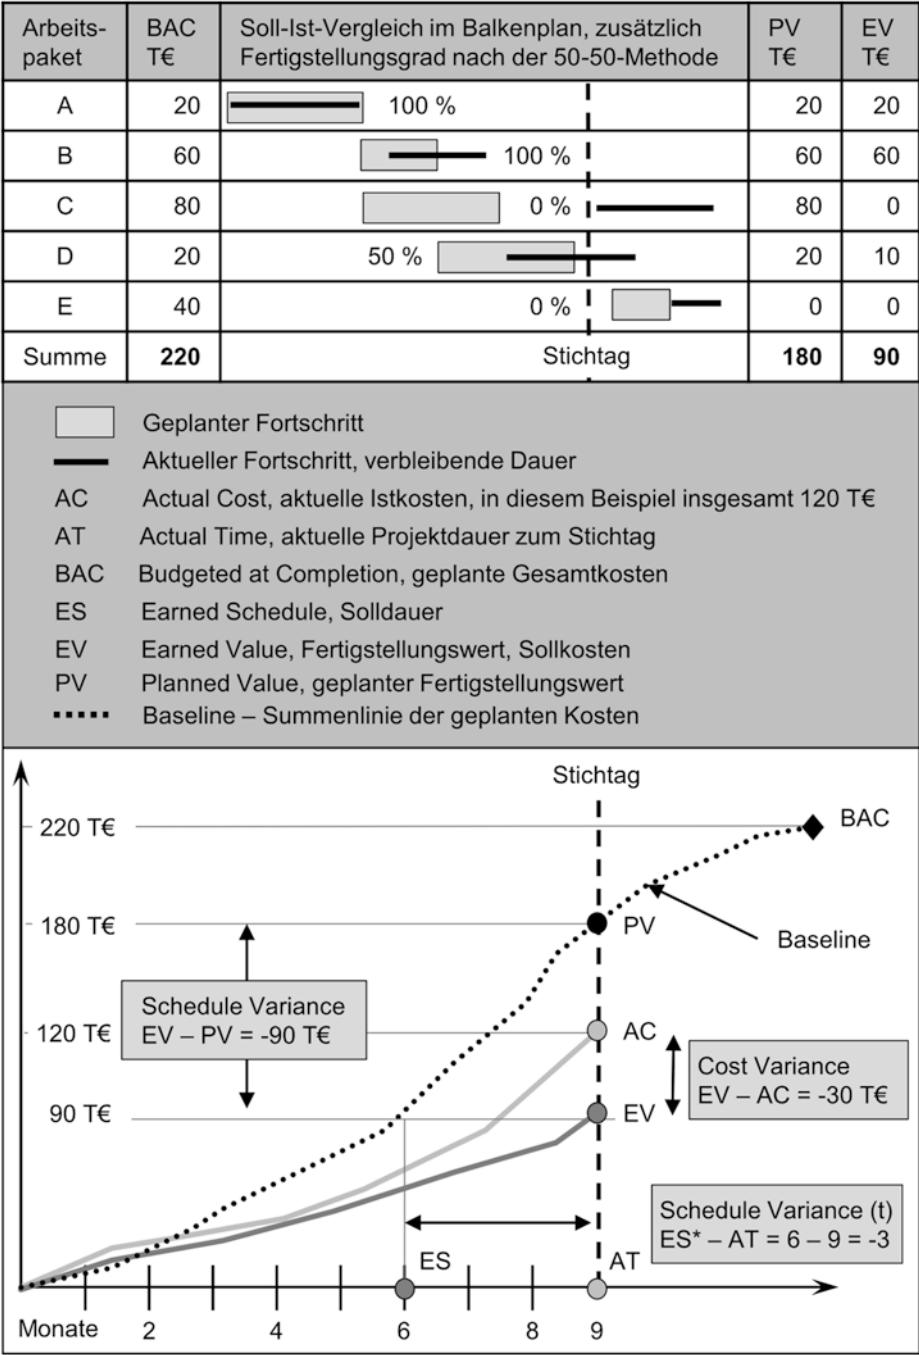 Arbeits- BAC Soll-Ist-Vergleich im Balkenplan, zusätzlich PV EV
paket T€ Fertigstellungsgrad nach der 50-50-Methode T€ T€
A 20 100 % 20 20
B 60 100 % 60 60
C 80 0 % 80 0
D 20 50 % 20 10
E 40 0 % 0 0
Summe 220 Stichtag 180 90
Geplanter Fortschritt
Aktueller Fortschritt, verbleibende Dauer
AC Actual Cost, aktuelle Istkosten, in diesem Beispiel insgesamt 120 T€
AT Actual Time, aktuelle Projektdauer zum Stichtag
BAC Budgeted at Completion, geplante Gesamtkosten
ES Earned Schedule, Solldauer
EV Earned Value, Fertigstellungswert, Sollkosten
PV Planned Value, geplanter Fertigstellungswert
Baseline – Summenlinie der geplanten Kosten
Stichtag
220 T€ BAC
180 T€ PV
Baseline
Schedule Variance
EV – PV = -90 T€
120 T€ AC
Cost Variance
EV – AC = -30 T€
90 T€ EV
Schedule Variance (t)
ES* – AT = 6 – 9 = -3
ES AT
Monate 2 4 6 8 9